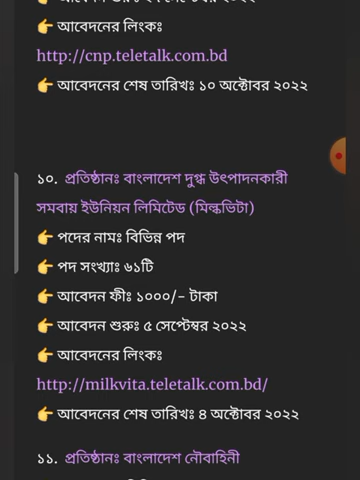 👉 আবেদনের লিংকঃ
http://cnp.teletalk.com.bd
👉 আবেদনের শেষ তারিখঃ ১০ অক্টোবর ২০২২
১০. প্রতিষ্ঠানঃ বাংলাদেশ দুগ্ধ উৎপাদনকারী
সমবায় ইউনিয়ন লিমিটেড (মিল্কভিটা)
👉 পদের নামঃ বিভিন্ন পদ
👉 পদ সংখ্যাঃ ৬১টি
👉 আবেদন ফীঃ ১০০০/- টাকা
👉 আবেদন শুরুঃ ৫ সেপ্টেম্বর ২০২২
👉 আবেদনের লিংকঃ
http://milkvita.teletalk.com.bd/
👉 আবেদনের শেষ তারিখঃ ৪ অক্টোবর ২০২২
১১. প্রতিষ্ঠানঃ বাংলাদেশ নৌবাহিনী